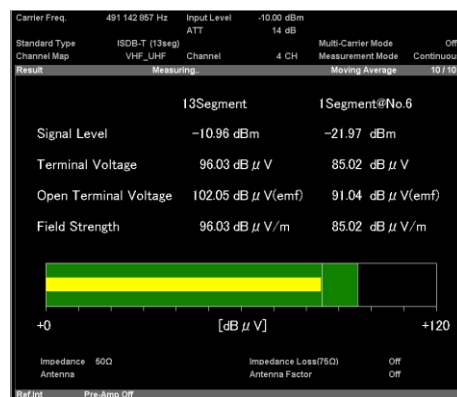 Carrier Freq. 491 142 857 Hz Input Level -10.00 dBm
ATT 14 dB
Standard Type ISDB-T (13seg) Multi-Carrier Mode Off
Channel Map VHF_UHF Channel 4 CH Measurement Mode Continuous
Result Measuring.. Moving Average 10 / 10
13Segment 1Segment@No.6
Signal Level -10.96 dBm -21.97 dBm
Terminal Voltage 96.03 dB μ V 85.02 dB μ V
Open Terminal Voltage 102.05 dB μ V(emf) 91.04 dB μ V(emf)
Field Strength 96.03 dB μ V/m 85.02 dB μ V/m
+0 [dB μ V] +120
Impedance 50Ω Impedance Loss(75Ω) Off
Antenna Antenna Factor Off
Ref.Int Pre-Amp Off